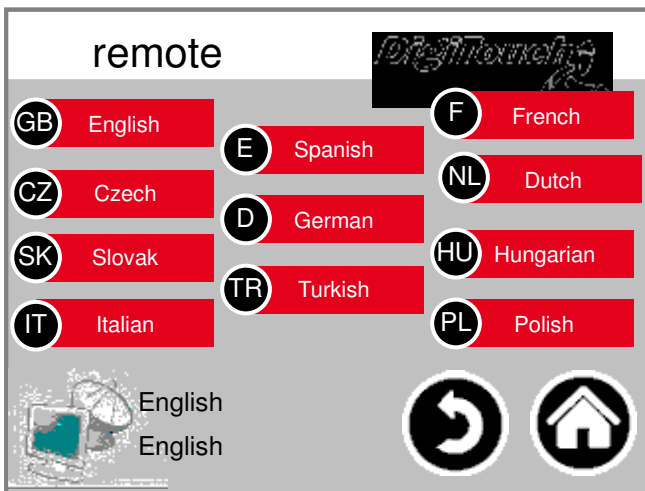 remote
DigiTouch
GB English
CZ Czech
SK Slovak
IT Italian
E Spanish
D German
TR Turkish
F French
NL Dutch
HU Hungarian
PL Polish
English
English